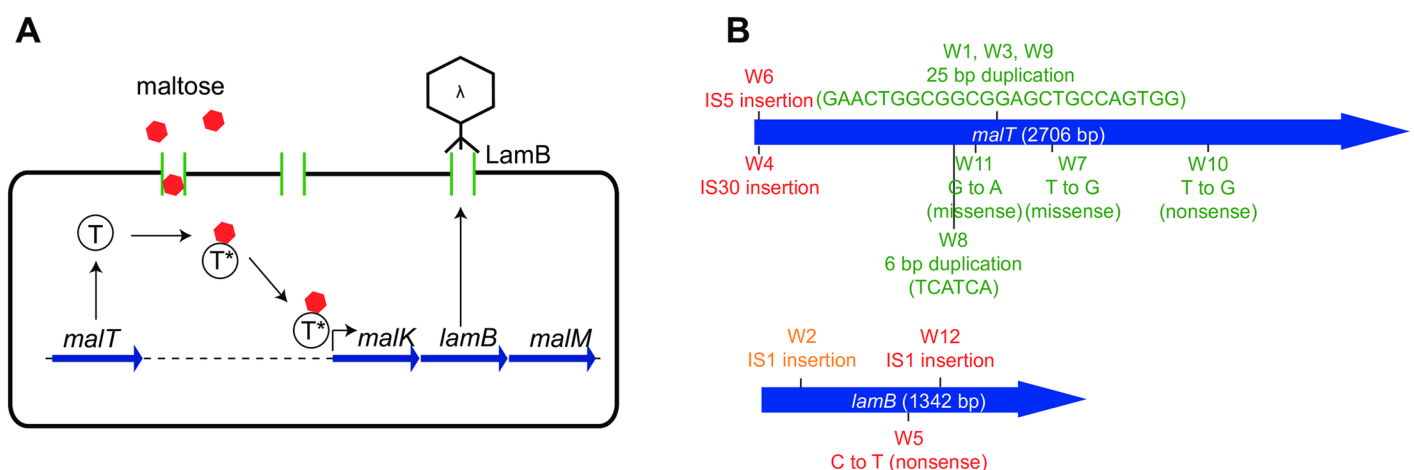 A
maltose
λ
LamB
T
T*
T*
malT
malK
lamB
malM
B
W1, W3, W9
25 bp duplication
(GAACTGGCGGCGGAGCTGCCAGTGG)
W6
IS5 insertion
malT (2706 bp)
W4
IS30 insertion
W11
G to A
(missense)
W7
T to G
(missense)
W10
T to G
(nonsense)
W8
6 bp duplication
(TCATCA)
W2
IS1 insertion
W12
IS1 insertion
lamB (1342 bp)
W5
C to T (nonsense)